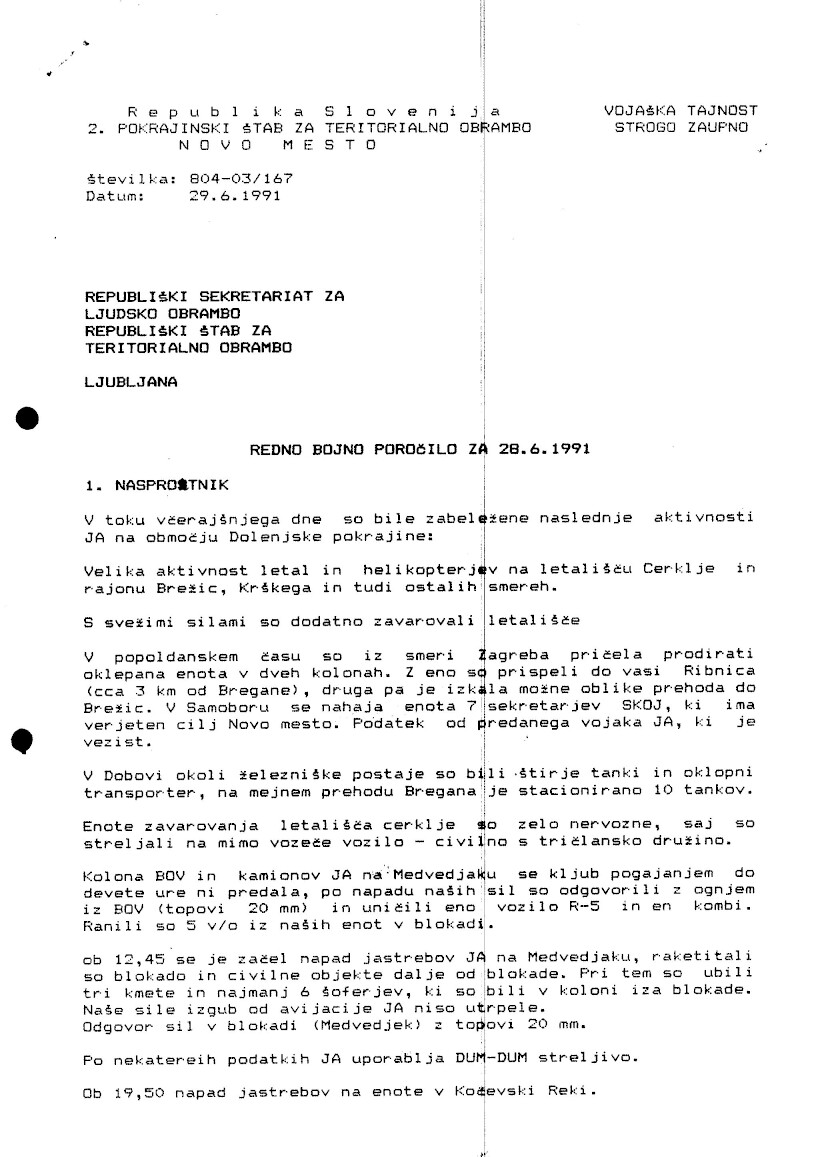 R e p u b l i k a  S l o v e n i j a
VOJAŠKA TAJNOST
2. POKRAJINSKI ŠTAB ZA TERITORIALNO OBRAMBO
STROGO ZAUPNO
N O V O  M E S T O
številka: 804-03/167
Datum: 29.6.1991
REPUBLIŠKI SEKRETARIAT ZA
LJUDSKO OBRAMBO
REPUBLIŠKI ŠTAB ZA
TERITORIALNO OBRAMBO
LJUBLJANA
REDNO BOJNO POROČILO ZA 28.6.1991
1. NASPROTNIK
V toku včerajšnjega dne so bile zabeležene naslednje aktivnosti
JA na območju Dolenjske pokrajine:
Velika aktivnost letal in helikopterjev na letališču Cerklje in
rajonu Brežic, Krškega in tudi ostalih smereh.
S svežimi silami so dodatno zavarovali letališče
V popoldanskem času so iz smeri Zagreba pričela prodirati
oklepana enota v dveh kolonah. Z eno so prispeli do vasi Ribnica
(cca 3 km od Bregane), druga pa je izkala možne oblike prehoda do
Brežic. V Samoboru se nahaja enota 7 sekretarjev SKOJ, ki ima
verjeten cilj Novo mesto. Podatek od predanega vojaka JA, ki je
vezist.
V Dobovi okoli železniške postaje so bili štirje tanki in oklopni
transporter, na mejnem prehodu Bregana je stacionirano 10 tankov.
Enote zavarovanja letališča cerklje so zelo nervozne, saj so
streljali na mimo vozeče vozilo - civilno s tričlansko družino.
Kolona BOV in kamionov JA na Medvedjaku se kljub pogajanjem do
devete ure ni predala, po napadu naših sil so odgovorili z ognjem
iz BOV (topovi 20 mm) in uničili eno vozilo R-5 in en kombi.
Ranili so 5 v/o iz naših enot v blokadi.
ob 12,45 se je začel napad jastrebov JA na Medvedjaku, raketitali
so blokado in civilne objekte dalje od blokade. Pri tem so ubili
tri kmete in najmanj 6 šoferjev, ki so bili v koloni iza blokade.
Naše sile izgub od avijacije JA niso utrpele.
Odgovor sil v blokadi (Medvedjek) z topovi 20 mm.
Po nekatereih podatkih JA uporablja DUM-DUM streljivo.
Ob 19,50 napad jastrebov na enote v Kočevski Reki.